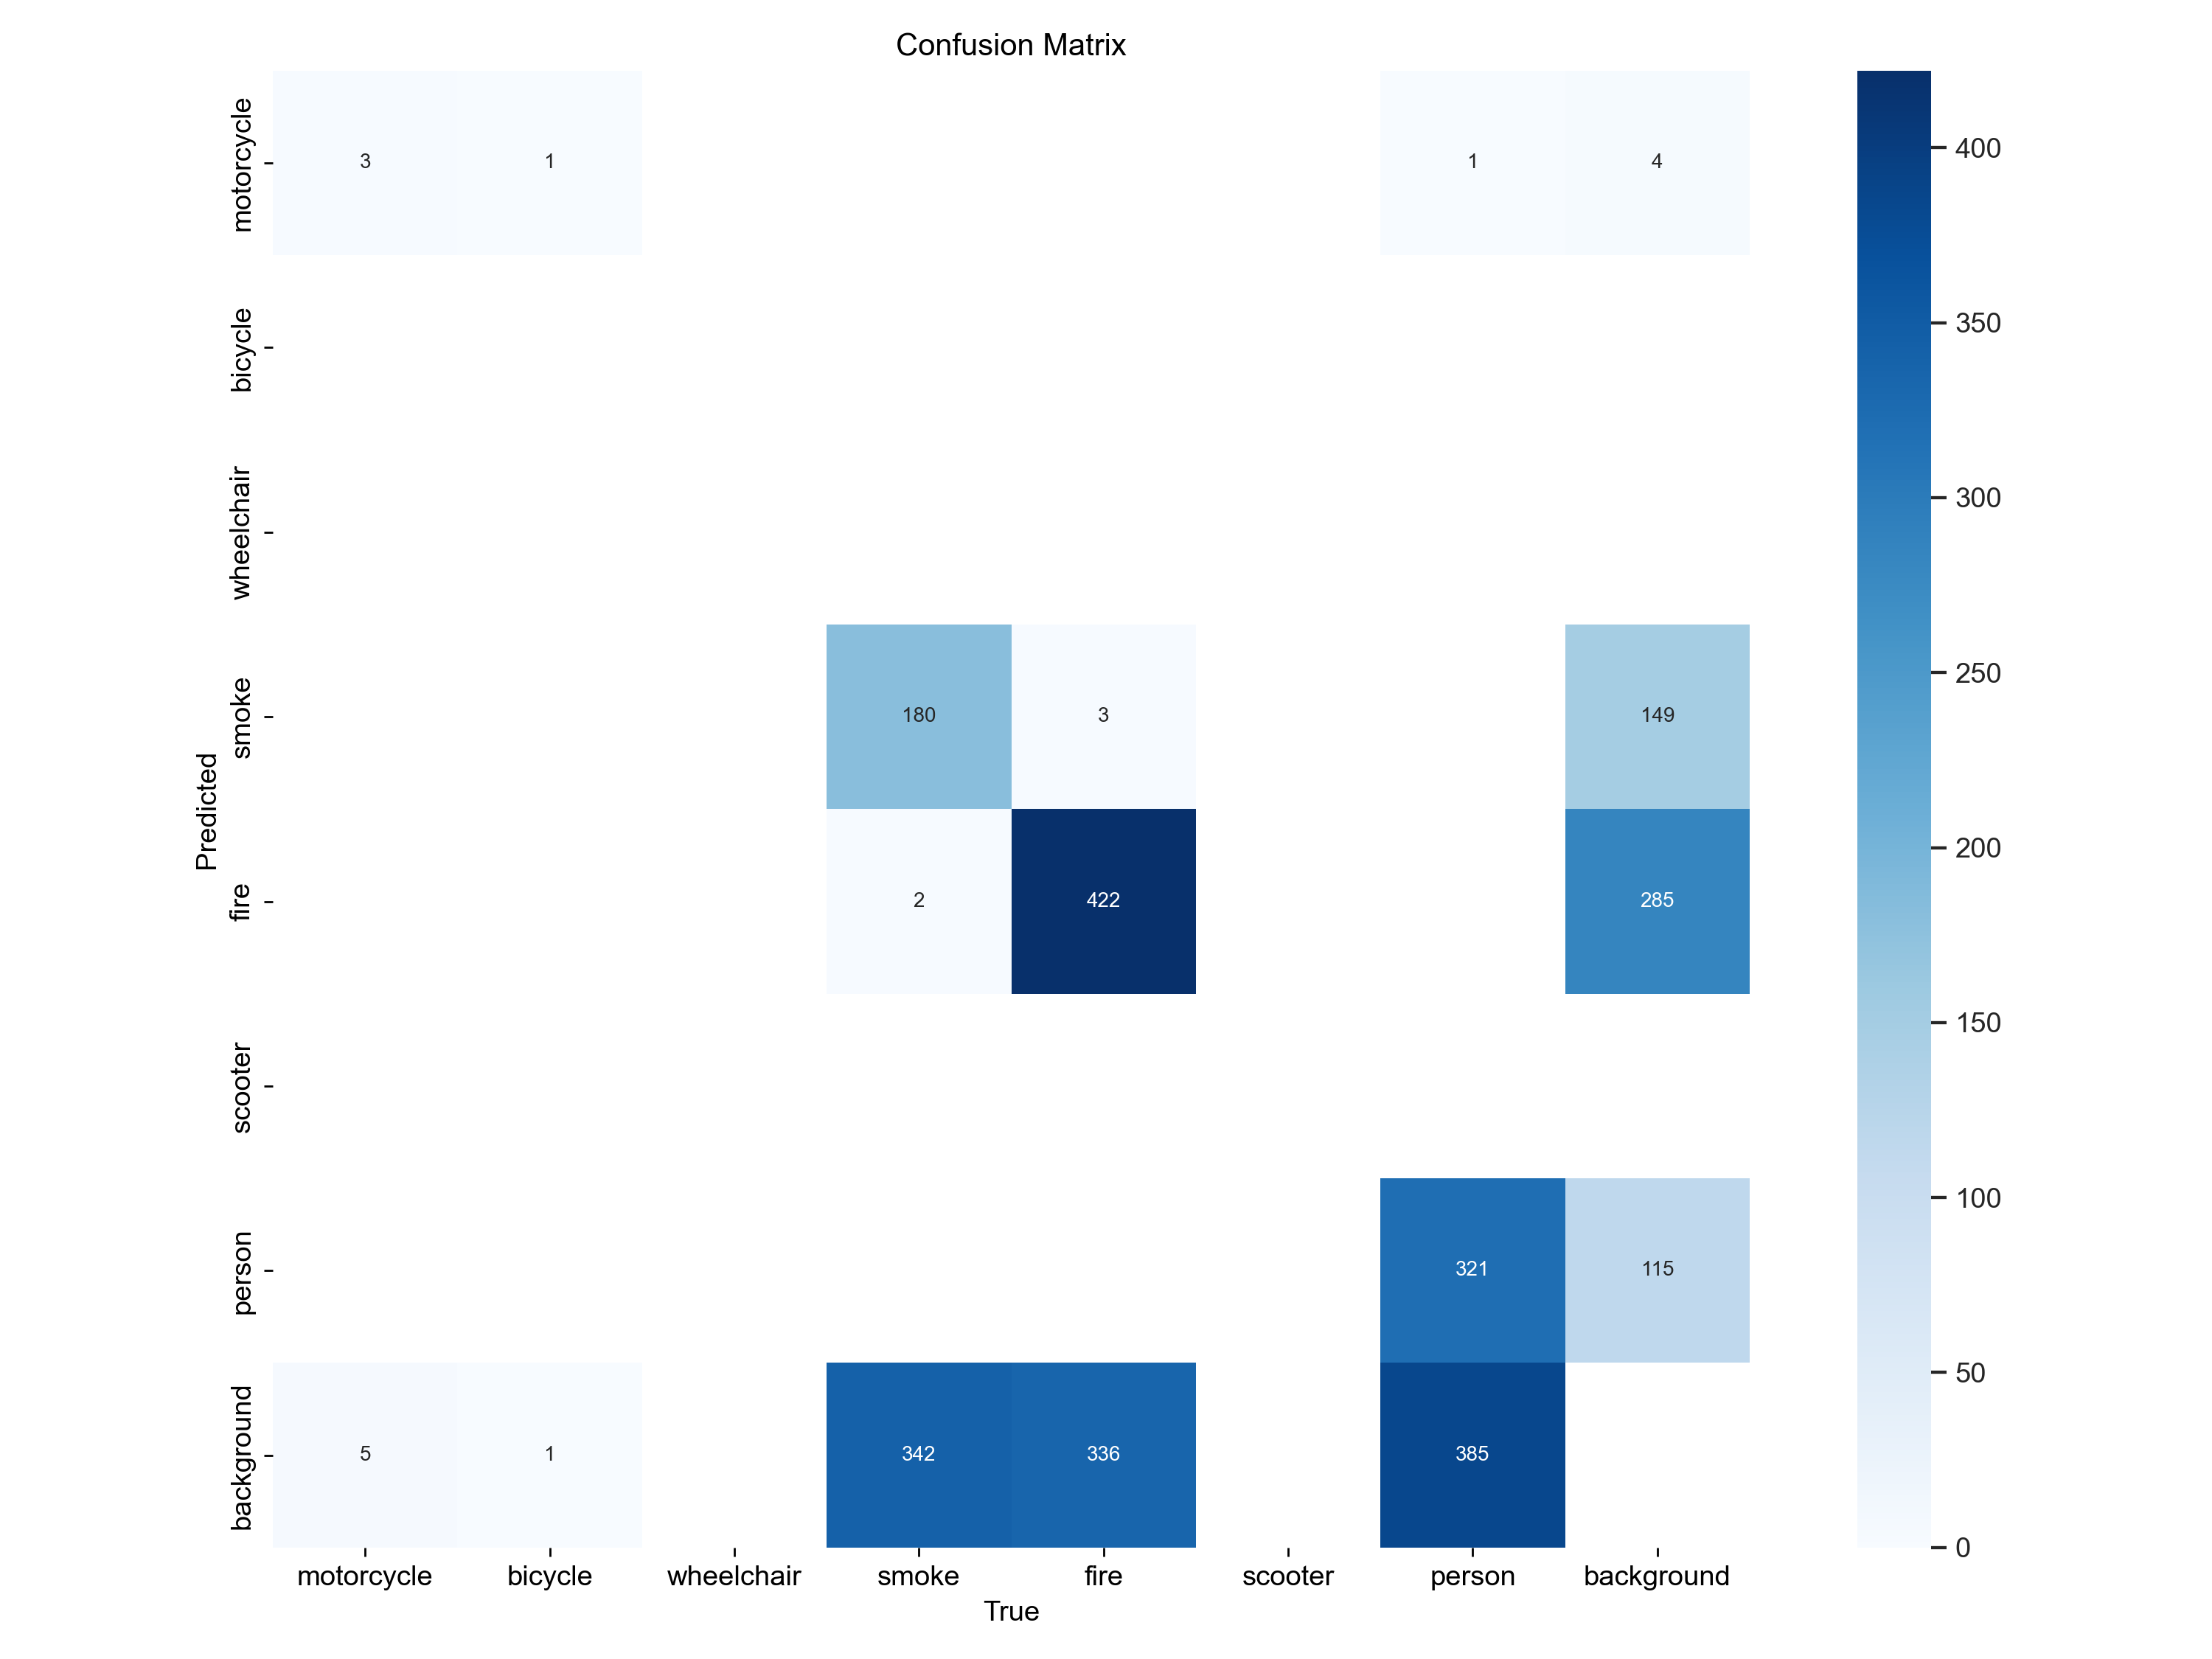 Confusion Matrix
motorcycle
3 1 1 4
bicycle
wheelchair
smoke
180 3 149
fire
2 422 285
scooter
person
321 115
background
5 1 342 336 385
Predicted
motorcycle bicycle wheelchair smoke fire scooter person background
True
400
350
300
250
200
150
100
50
0